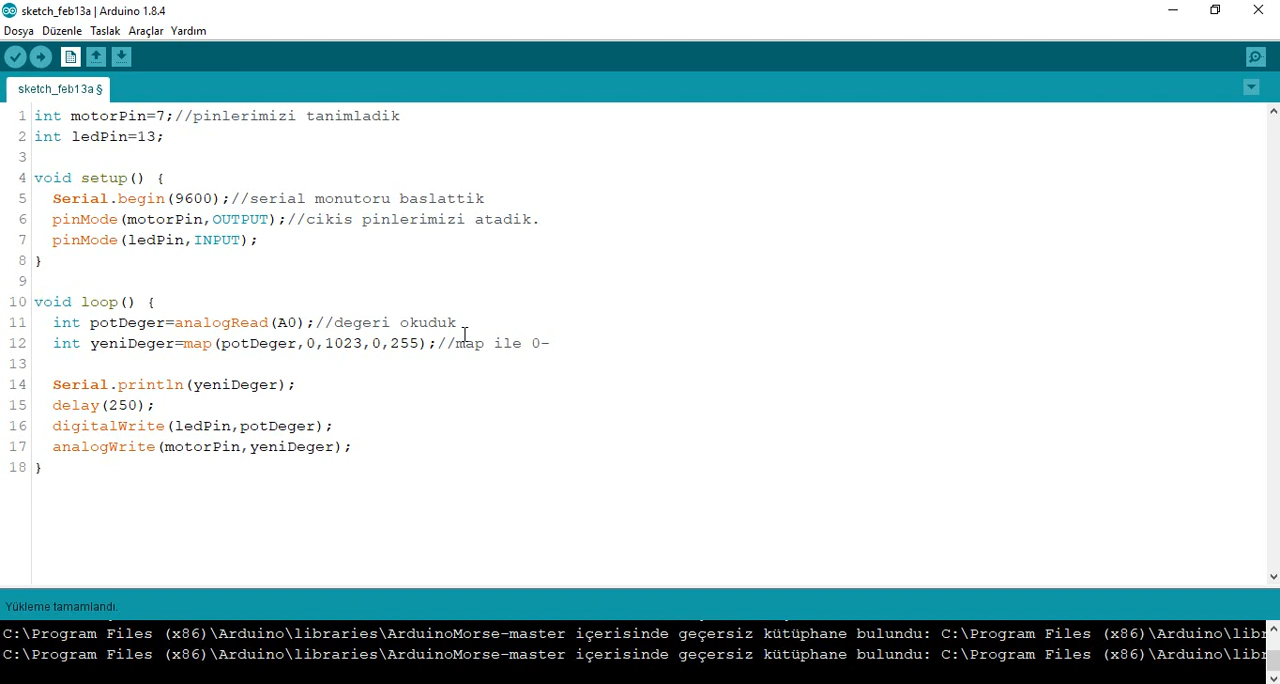 sketch_feb13a | Arduino 1.8.4
Dosya Düzenle Taslak Araçlar Yardım
sketch_feb13a §
1 int motorPin=7;//pinlerimizi tanimladik
2 int ledPin=13;
3
4 void setup() {
5 Serial.begin(9600);//serial monutoru baslattik
6 pinMode(motorPin,OUTPUT);//cikis pinlerimizi atadik.
7 pinMode(ledPin,INPUT);
8 }
9
10 void loop() {
11 int potDeger=analogRead(A0);//degeri okuduk
12 int yeniDeger=map(potDeger,0,1023,0,255);//map ile 0-
13
14 Serial.println(yeniDeger);
15 delay(250);
16 digitalWrite(ledPin,potDeger);
17 analogWrite(motorPin,yeniDeger);
18 }
Yükleme tamamlandı.
C:\Program Files (x86)\Arduino\libraries\ArduinoMorse-master içerisinde geçersiz kütüphane bulundu: C:\Program Files (x86)\Arduino\libr
C:\Program Files (x86)\Arduino\libraries\ArduinoMorse-master içerisinde geçersiz kütüphane bulundu: C:\Program Files (x86)\Arduino\libr